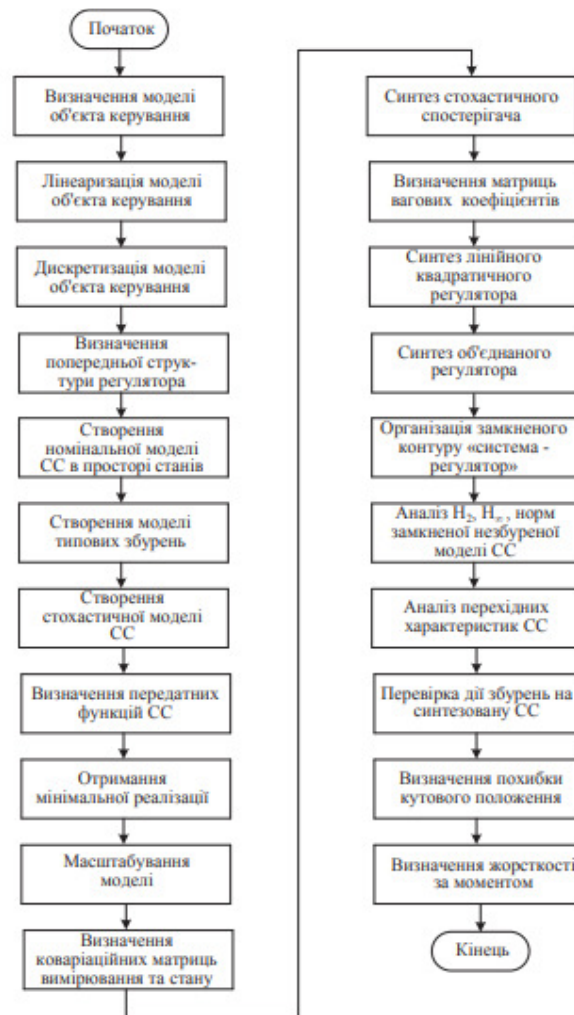 Початок
Визначення моделі
об'єкта керування
Лінеаризація моделі
об'єкта керування
Дискретизація моделі
об'єкта керування
Визначення
попередньої струк-
тури регулятора
Створення
номінальної моделі
СС в просторі станів
Створення моделі
типових збурень
Створення
стохастичної моделі
СС
Визначення передатних
функцій СС
Отримання
мінімальної реалізації
Масштабування
моделі
Визначення
коваріаційних матриць
вимірювання та стану
Синтез стохастичного
спостерігача
Визначення матриць
вагових коефіцієнтів
Синтез лінійного
квадратичного
регулятора
Синтез об'єднаного
регулятора
Організація замкненого
контуру «система -
регулятор»
Аналіз H₂, H∞, норм
замкненої незбуреної
моделі СС
Аналіз перехідних
характеристик СС
Перевірка дії збурень на
синтезовану СС
Визначення похибки
кутового положення
Визначення жорсткості
за моментом
Кінець